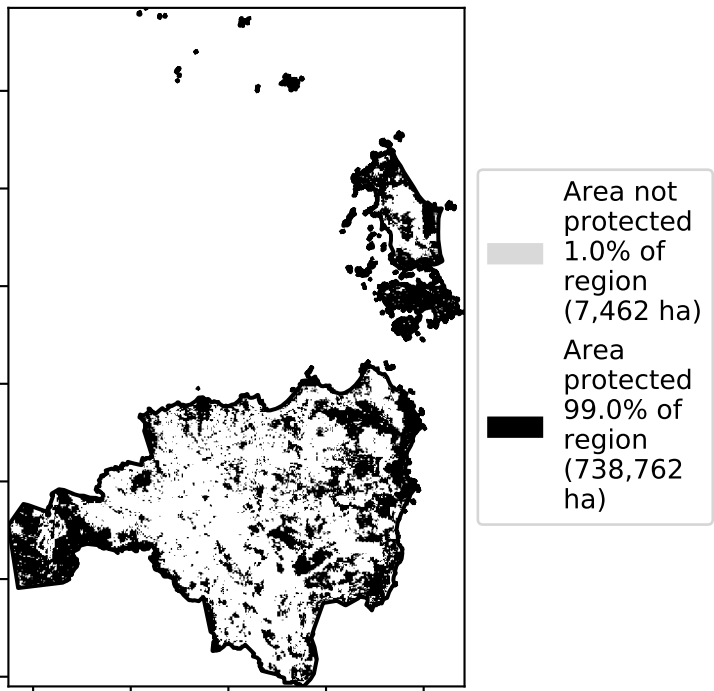 Area not
protected
1.0% of
region
(7,462 ha)
Area
protected
99.0% of
region
(738,762
ha)